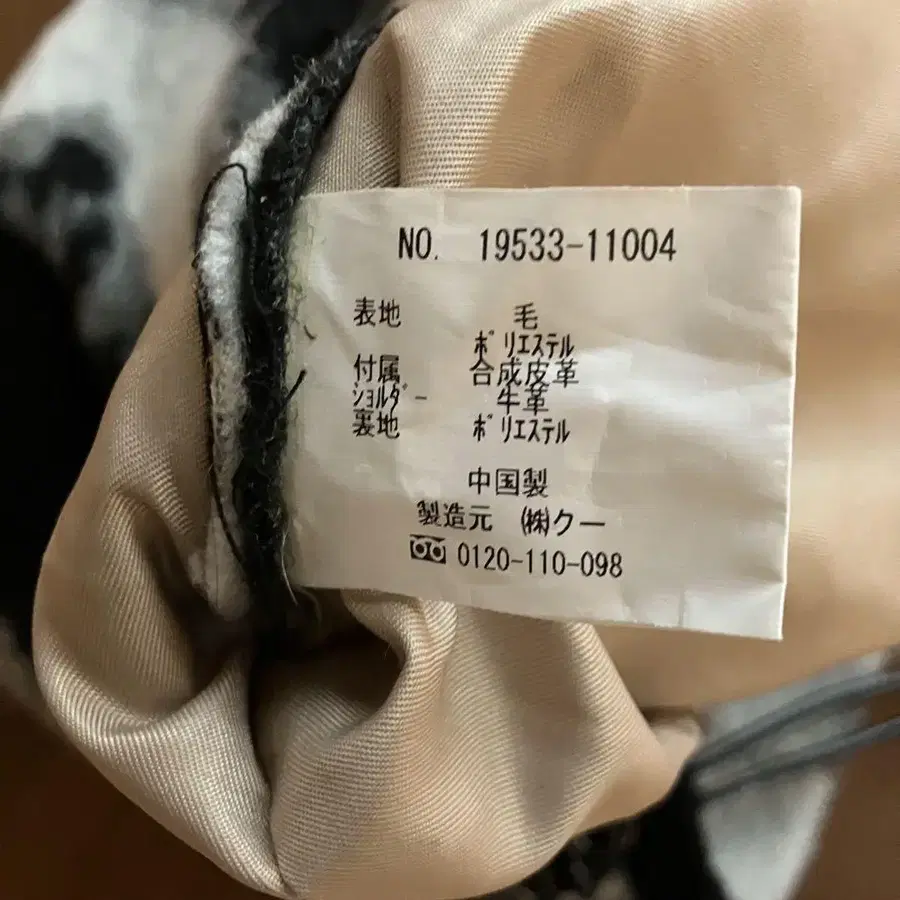 NO. 19533-11004
表地 毛
ﾎﾟﾘｴｽﾃﾙ
付属 合成皮革
ｼｮﾙﾀﾞｰ 牛革
裏地 ﾎﾟﾘｴｽﾃﾙ
中国製
製造元 ㈱クー
0120-110-098